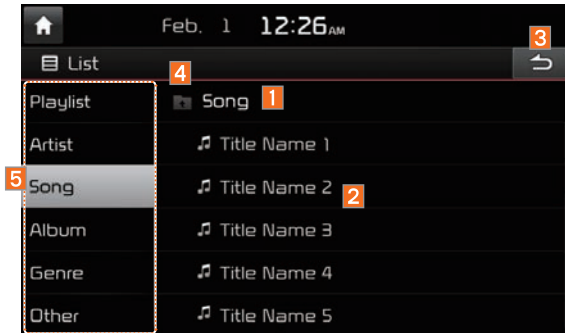 Feb. 1 12:26AM
3
List
4
Playlist
Song 1
Artist
Title Name 1
5 Song
Title Name 2 2
Album
Title Name 3
Genre
Title Name 4
Other
Title Name 5